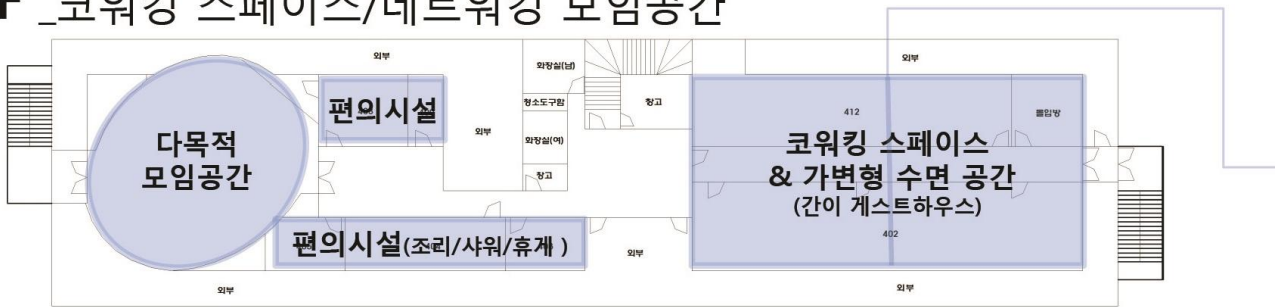 F _코워킹 스페이스/네트워킹 모임공간
외부
외부
화장실(남)
창고
청소도구함
외부
화장실(여)
창고
412
뽈입방
편의시설
다목적
모임공간
코워킹 스페이스
& 가변형 수면 공간
(간이 게스트하우스)
402
편의시설(조리/샤워/휴게 )
외부
외부
외부